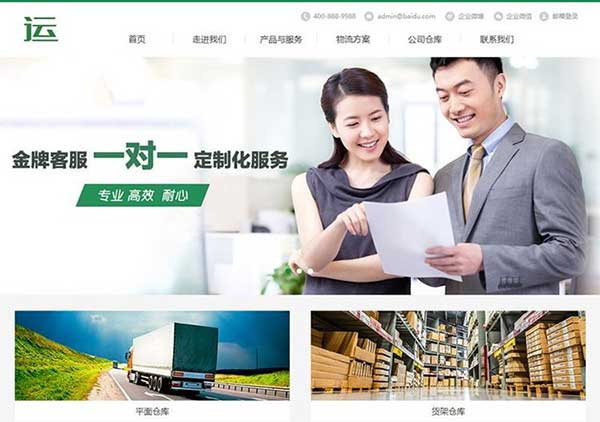 运
400-888-9988 admin@baidu.com 企业微博 企业微信 邮箱登录
首页 走进我们 产品与服务 物流方案 公司仓库 联系我们
金牌客服 一对一 定制化服务
专业 高效 耐心
平面仓库 货架仓库